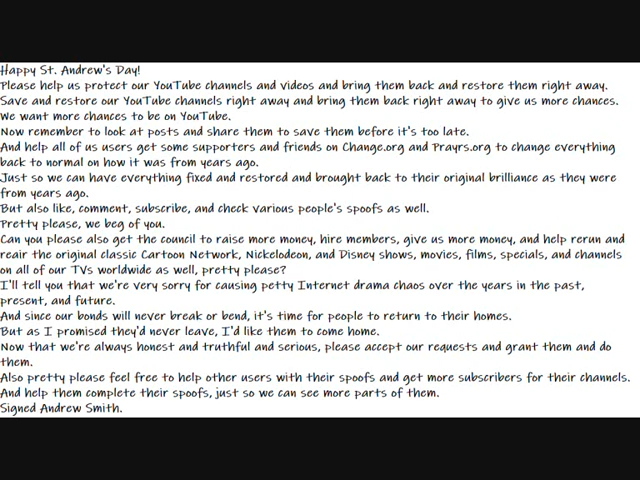 Happy St. Andrew's Day!
Please help us protect our YouTube channels and videos and bring them back and restore them right away.
Save and restore our YouTube channels right away and bring them back right away to give us more chances.
We want more chances to be on YouTube.
Now remember to look at posts and share them to save them before it's too late.
And help all of us users get some supporters and friends on Change.org and Prayrs.org to change everything
back to normal on how it was from years ago.
Just so we can have everything fixed and restored and brought back to their original brilliance as they were
from years ago.
But also like, comment, subscribe, and check various people's spoofs as well.
Pretty please, we beg of you.
Can you please also get the council to raise more money, hire members, give us more money, and help rerun and
reair the original classic Cartoon Network, Nickelodeon, and Disney shows, movies, films, specials, and channels
on all of our TVs worldwide as well, pretty please?
I'll tell you that we're very sorry for causing petty Internet drama chaos over the years in the past,
present, and future.
And since our bonds will never break or bend, it's time for people to return to their homes.
But as I promised they'd never leave, I'd like them to come home.
Now that we're always honest and truthful and serious, please accept our requests and grant them and do
them.
Also pretty please feel free to help other users with their spoofs and get more subscribers for their channels.
And help them complete their spoofs, just so we can see more parts of them.
Signed Andrew Smith.